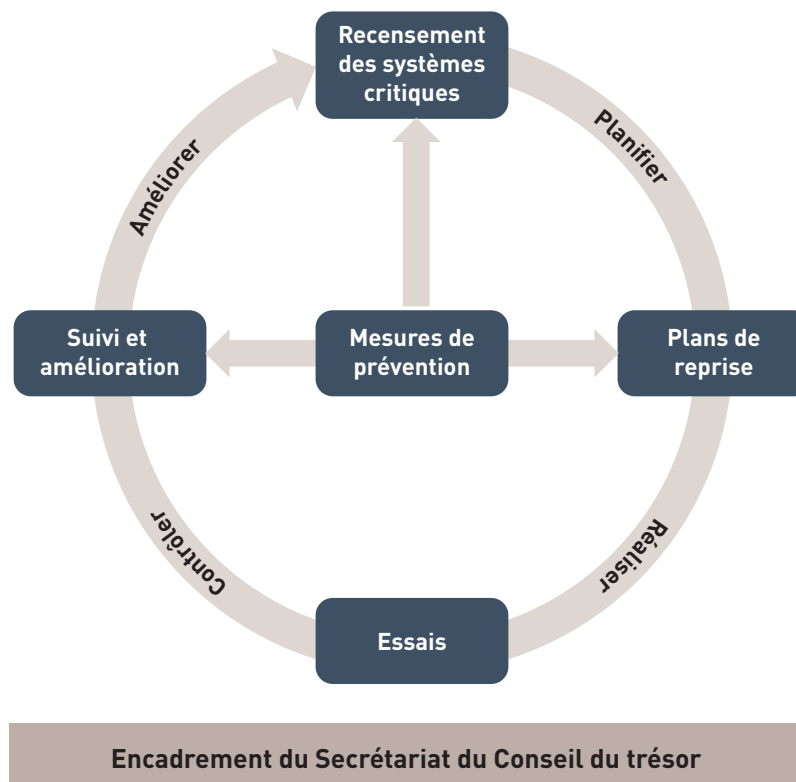 Recensement
des systèmes
critiques
Améliorer
Planifier
Suivi et
amélioration
Mesures de
prévention
Plans de
reprise
Contrôler
Réaliser
Essais
Encadrement du Secrétariat du Conseil du trésor